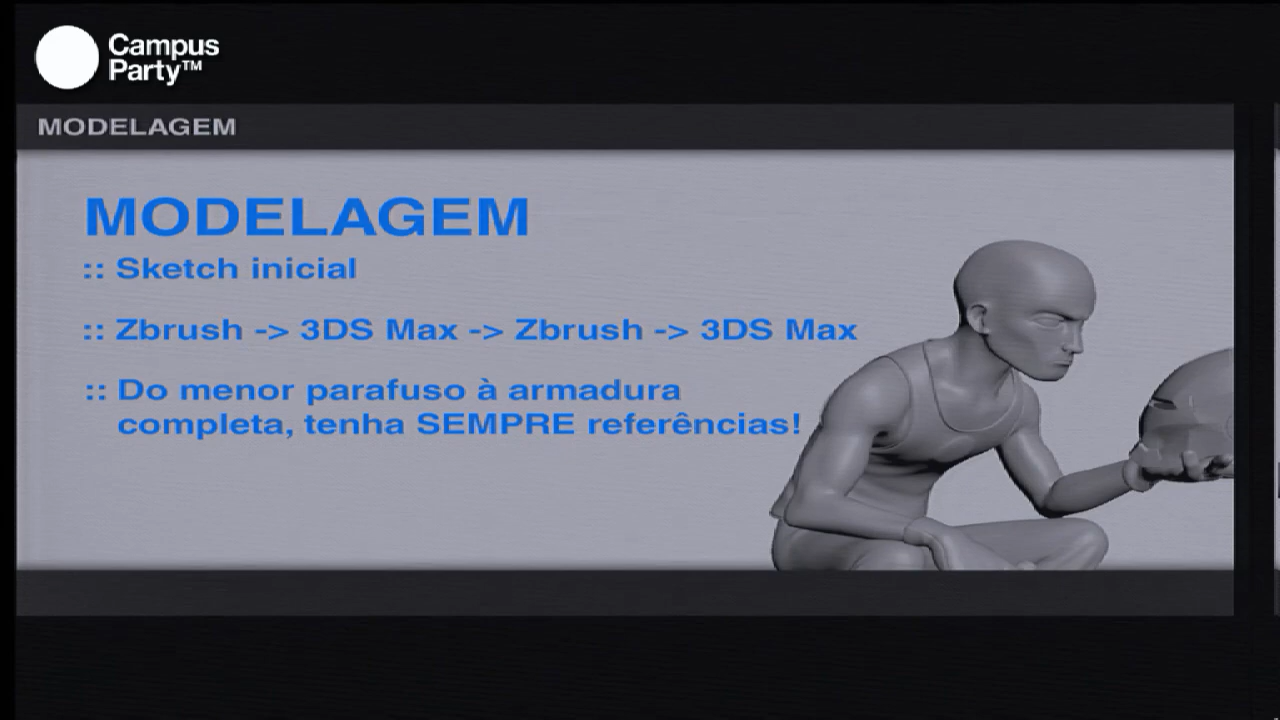 Campus
Party™
MODELAGEM
MODELAGEM
:: Sketch inicial
:: Zbrush -> 3DS Max -> Zbrush -> 3DS Max
:: Do menor parafuso à armadura
completa, tenha SEMPRE referências!